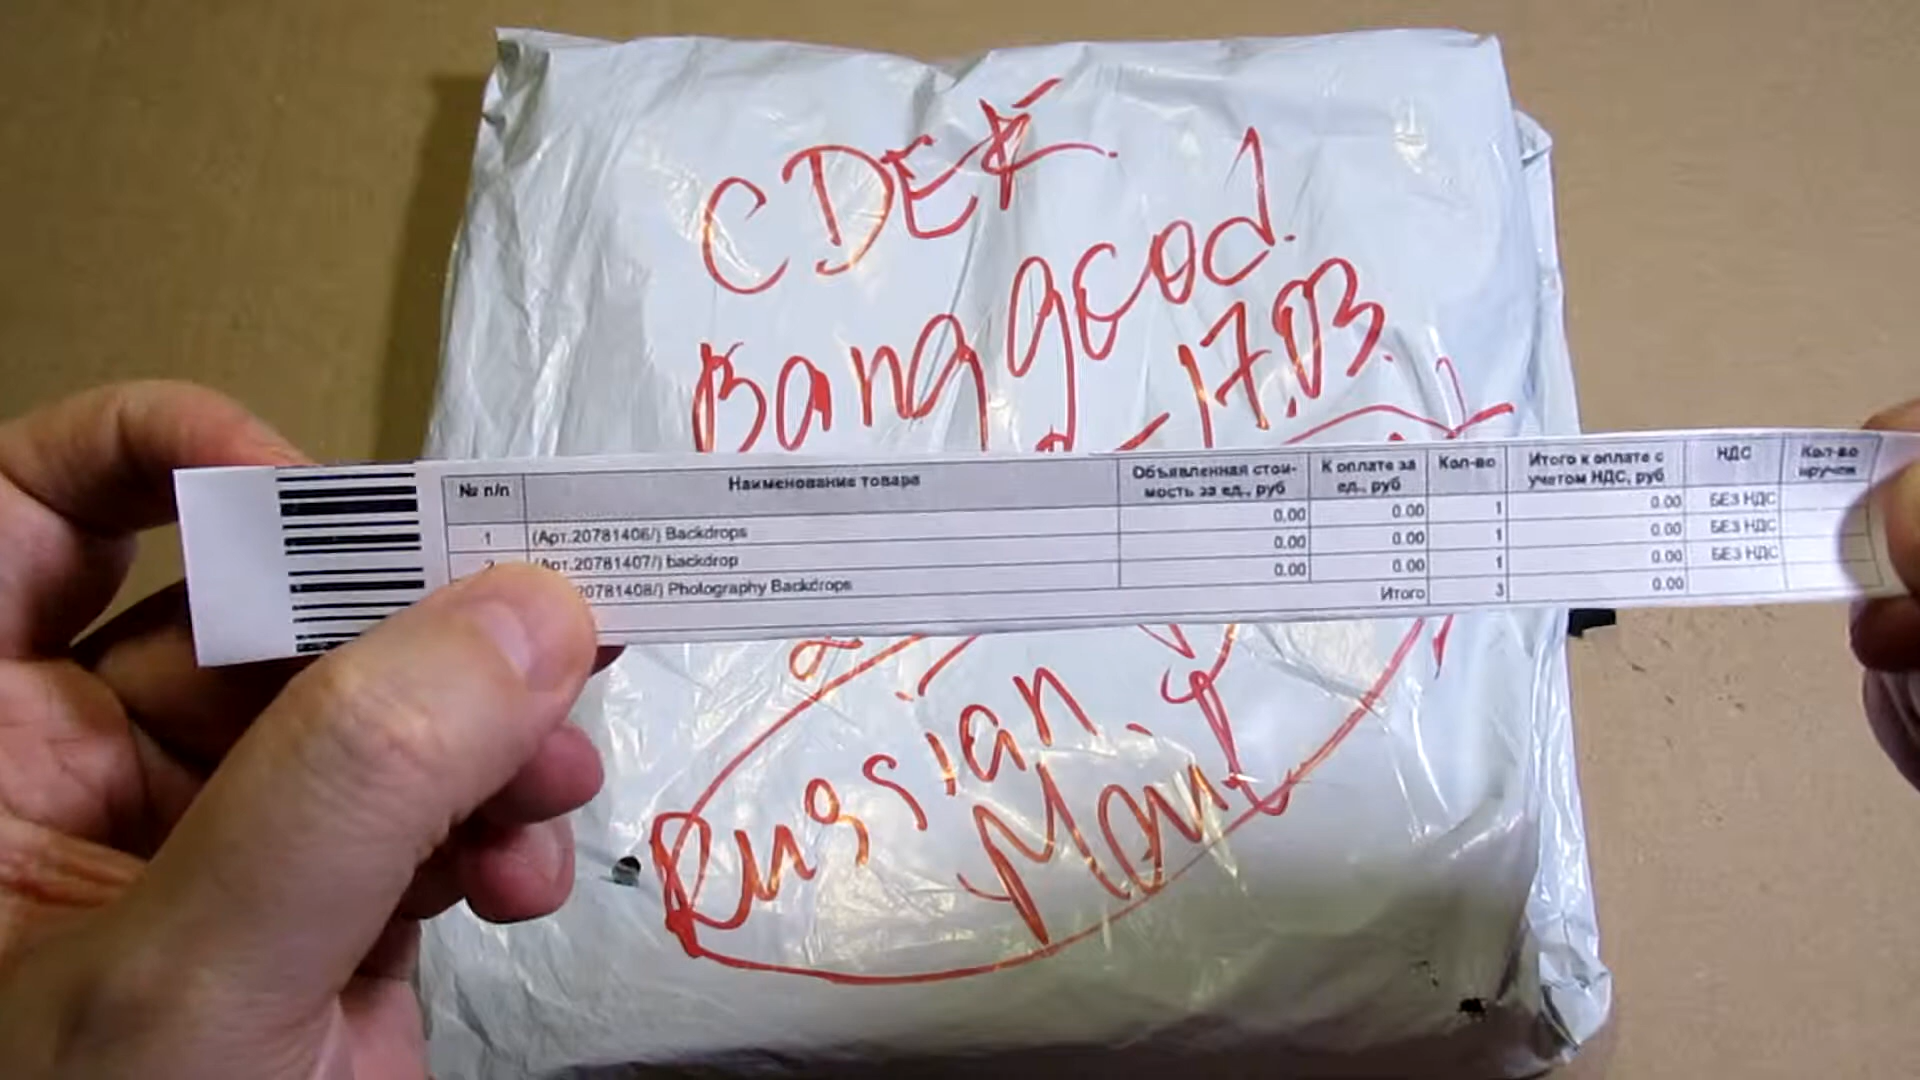 CDEK.
Banggood.
-17.03.
№ п/п Наименование товара Объявленная стои-мость за ед., руб К оплате за ед., руб Кол-во Итого к оплате с учетом НДС, руб НДС Кол-во вручен
1 (Арт.20781406/) Backdrops 0.00 0.00 1 0.00 БЕЗ НДС
2 (Арт.20781407/) backdrop 0.00 0.00 1 0.00 БЕЗ НДС
20781408/) Photography Backdrops 0.00 0.00 1 0.00 БЕЗ НДС
Итого 3 0.00
Russian